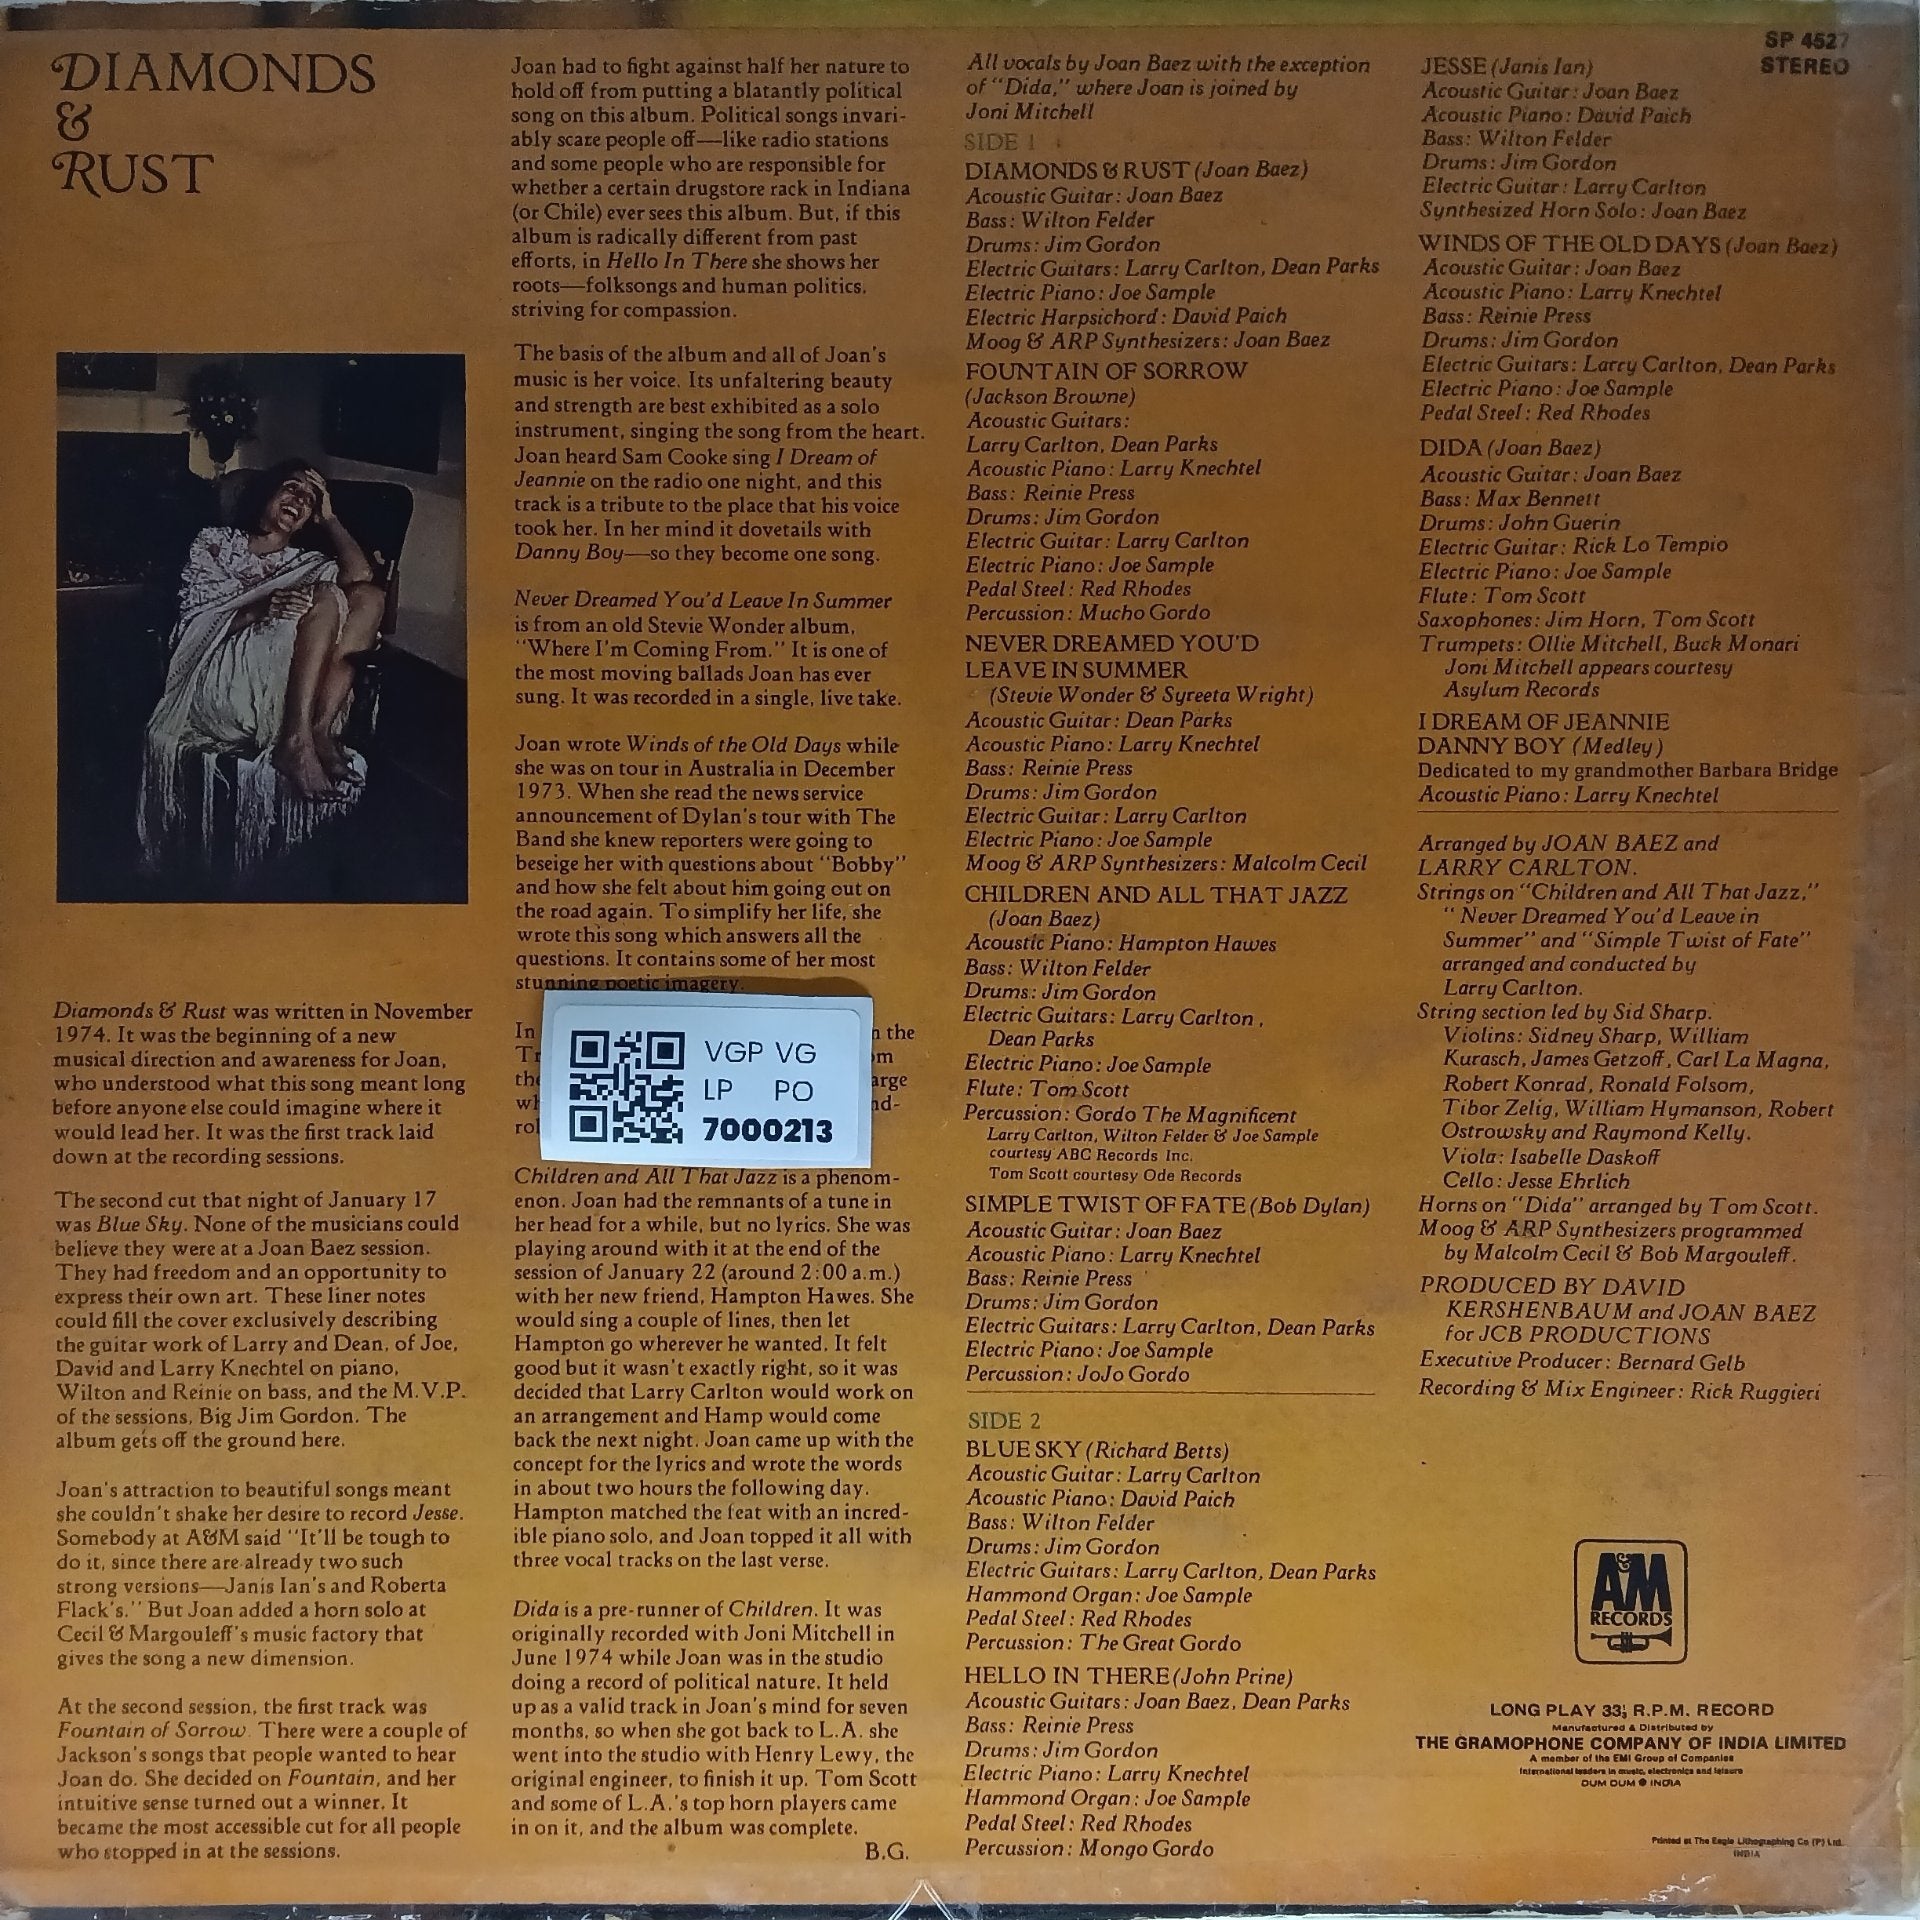 DIAMONDS
&
RUST
Diamonds & Rust was written in November
1974. It was the beginning of a new
musical direction and awareness for Joan,
who understood what this song meant long
before anyone else could imagine where it
would lead her. It was the first track laid
down at the recording sessions.
The second cut that night of January 17
was Blue Sky. None of the musicians could
believe they were at a Joan Baez session.
They had freedom and an opportunity to
express their own art. These liner notes
could fill the cover exclusively describing
the guitar work of Larry and Dean, of Joe,
David and Larry Knechtel on piano,
Wilton and Reinie on bass, and the M.V.P.
of the sessions, Big Jim Gordon. The
album gets off the ground here.
Joan's attraction to beautiful songs meant
she couldn't shake her desire to record Jesse.
Somebody at A&M said "It'll be tough to
do it, since there are already two such
strong versions—Janis Ian's and Roberta
Flack's." But Joan added a horn solo at
Cecil & Margouleff's music factory that
gives the song a new dimension.
At the second session, the first track was
Fountain of Sorrow. There were a couple of
Jackson's songs that people wanted to hear
Joan do. She decided on Fountain, and her
intuitive sense turned out a winner. It
became the most accessible cut for all people
who stopped in at the sessions.
Joan had to fight against half her nature to
hold off from putting a blatantly political
song on this album. Political songs invari-
ably scare people off—like radio stations
and some people who are responsible for
whether a certain drugstore rack in Indiana
(or Chile) ever sees this album. But, if this
album is radically different from past
efforts, in Hello In There she shows her
roots—folksongs and human politics,
striving for compassion.
The basis of the album and all of Joan's
music is her voice. Its unfaltering beauty
and strength are best exhibited as a solo
instrument, singing the song from the heart.
Joan heard Sam Cooke sing I Dream of
Jeannie on the radio one night, and this
track is a tribute to the place that his voice
took her. In her mind it dovetails with
Danny Boy—so they become one song.
Never Dreamed You'd Leave In Summer
is from an old Stevie Wonder album,
"Where I'm Coming From." It is one of
the most moving ballads Joan has ever
sung. It was recorded in a single, live take.
Joan wrote Winds of the Old Days while
she was on tour in Australia in December
1973. When she read the news service
announcement of Dylan's tour with The
Band she knew reporters were going to
beseige her with questions about "Bobby"
and how she felt about him going out on
the road again. To simplify her life, she
wrote this song which answers all the
questions. It contains some of her most
stunning poetic imagery.
In the
VGP VG
LP PO
7000213
Children and All That Jazz is a phenom-
enon. Joan had the remnants of a tune in
her head for a while, but no lyrics. She was
playing around with it at the end of the
session of January 22 (around 2:00 a.m.)
with her new friend, Hampton Hawes. She
would sing a couple of lines, then let
Hampton go wherever he wanted. It felt
good but it wasn't exactly right, so it was
decided that Larry Carlton would work on
an arrangement and Hamp would come
back the next night. Joan came up with the
concept for the lyrics and wrote the words
in about two hours the following day.
Hampton matched the feat with an incred-
ible piano solo, and Joan topped it all with
three vocal tracks on the last verse.
Dida is a pre-runner of Children. It was
originally recorded with Joni Mitchell in
June 1974 while Joan was in the studio
doing a record of political nature. It held
up as a valid track in Joan's mind for seven
months, so when she got back to L.A. she
went into the studio with Henry Lewy, the
original engineer, to finish it up. Tom Scott
and some of L.A.'s top horn players came
in on it, and the album was complete.
B.G.
All vocals by Joan Baez with the exception
of "Dida," where Joan is joined by
Joni Mitchell
SIDE 1
DIAMONDS & RUST (Joan Baez)
Acoustic Guitar: Joan Baez
Bass: Wilton Felder
Drums: Jim Gordon
Electric Guitars: Larry Carlton, Dean Parks
Electric Piano: Joe Sample
Electric Harpsichord: David Paich
Moog & ARP Synthesizers: Joan Baez
FOUNTAIN OF SORROW
(Jackson Browne)
Acoustic Guitars:
Larry Carlton, Dean Parks
Acoustic Piano: Larry Knechtel
Bass: Reinie Press
Drums: Jim Gordon
Electric Guitar: Larry Carlton
Electric Piano: Joe Sample
Pedal Steel: Red Rhodes
Percussion: Mucho Gordo
NEVER DREAMED YOU'D
LEAVE IN SUMMER
(Stevie Wonder & Syreeta Wright)
Acoustic Guitar: Dean Parks
Acoustic Piano: Larry Knechtel
Bass: Reinie Press
Drums: Jim Gordon
Electric Guitar: Larry Carlton
Electric Piano: Joe Sample
Moog & ARP Synthesizers: Malcolm Cecil
CHILDREN AND ALL THAT JAZZ
(Joan Baez)
Acoustic Piano: Hampton Hawes
Bass: Wilton Felder
Drums: Jim Gordon
Electric Guitars: Larry Carlton,
Dean Parks
Electric Piano: Joe Sample
Flute: Tom Scott
Percussion: Gordo The Magnificent
Larry Carlton, Wilton Felder & Joe Sample
courtesy ABC Records Inc.
Tom Scott courtesy Ode Records
SIMPLE TWIST OF FATE (Bob Dylan)
Acoustic Guitar: Joan Baez
Acoustic Piano: Larry Knechtel
Bass: Reinie Press
Drums: Jim Gordon
Electric Guitars: Larry Carlton, Dean Parks
Electric Piano: Joe Sample
Percussion: JoJo Gordo
SIDE 2
BLUE SKY (Richard Betts)
Acoustic Guitar: Larry Carlton
Acoustic Piano: David Paich
Bass: Wilton Felder
Drums: Jim Gordon
Electric Guitars: Larry Carlton, Dean Parks
Hammond Organ: Joe Sample
Pedal Steel: Red Rhodes
Percussion: The Great Gordo
HELLO IN THERE (John Prine)
Acoustic Guitars: Joan Baez, Dean Parks
Bass: Reinie Press
Drums: Jim Gordon
Electric Piano: Larry Knechtel
Hammond Organ: Joe Sample
Pedal Steel: Red Rhodes
Percussion: Mongo Gordo
SP 4527
STEREO
JESSE (Janis Ian)
Acoustic Guitar: Joan Baez
Acoustic Piano: David Paich
Bass: Wilton Felder
Drums: Jim Gordon
Electric Guitar: Larry Carlton
Synthesized Horn Solo: Joan Baez
WINDS OF THE OLD DAYS (Joan Baez)
Acoustic Guitar: Joan Baez
Acoustic Piano: Larry Knechtel
Bass: Reinie Press
Drums: Jim Gordon
Electric Guitars: Larry Carlton, Dean Parks
Electric Piano: Joe Sample
Pedal Steel: Red Rhodes
DIDA (Joan Baez)
Acoustic Guitar: Joan Baez
Bass: Max Bennett
Drums: John Guerin
Electric Guitar: Rick Lo Tempio
Electric Piano: Joe Sample
Flute: Tom Scott
Saxophones: Jim Horn, Tom Scott
Trumpets: Ollie Mitchell, Buck Monari
Joni Mitchell appears courtesy
Asylum Records
I DREAM OF JEANNIE
DANNY BOY (Medley)
Dedicated to my grandmother Barbara Bridge
Acoustic Piano: Larry Knechtel
Arranged by JOAN BAEZ and
LARRY CARLTON.
Strings on "Children and All That Jazz,"
"Never Dreamed You'd Leave in
Summer" and "Simple Twist of Fate"
arranged and conducted by
Larry Carlton.
String section led by Sid Sharp.
Violins: Sidney Sharp, William
Kurasch, James Getzoff, Carl La Magna,
Robert Konrad, Ronald Folsom,
Tibor Zelig, William Hymanson, Robert
Ostrowsky and Raymond Kelly.
Viola: Isabelle Daskoff
Cello: Jesse Ehrlich
Horns on "Dida" arranged by Tom Scott.
Moog & ARP Synthesizers programmed
by Malcolm Cecil & Bob Margouleff.
PRODUCED BY DAVID
KERSHENBAUM and JOAN BAEZ
for JCB PRODUCTIONS
Executive Producer: Bernard Gelb
Recording & Mix Engineer: Rick Ruggieri
A&M
RECORDS
LONG PLAY 33⅓ R.P.M. RECORD
Manufactured & Distributed by
THE GRAMOPHONE COMPANY OF INDIA LIMITED
A member of the EMI Group of Companies
International leaders in music, electronics and leisure
DUM DUM ● INDIA
Printed at The Eagle Lithographing Co (P) Ltd.
INDIA